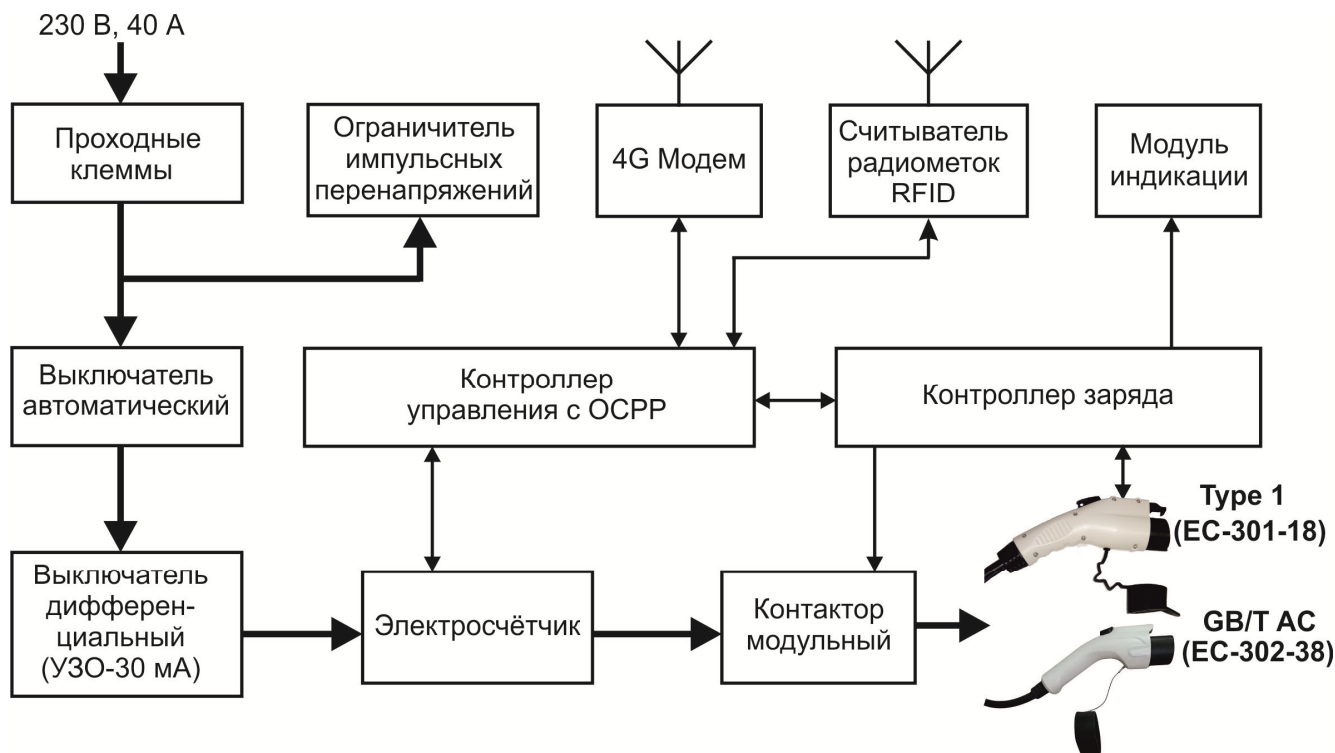 230 В, 40 А
Проходные
клеммы
Ограничитель
импульсных
перенапряжений
4G Модем
Считыватель
радиометок
RFID
Модуль
индикации
Выключатель
автоматический
Контроллер
управления с OCPP
Контроллер заряда
Type 1
(EC-301-18)
Выключатель
дифферен-
циальный
(УЗО-30 мА)
Электросчётчик
Контактор
модульный
GB/T AC
(EC-302-38)